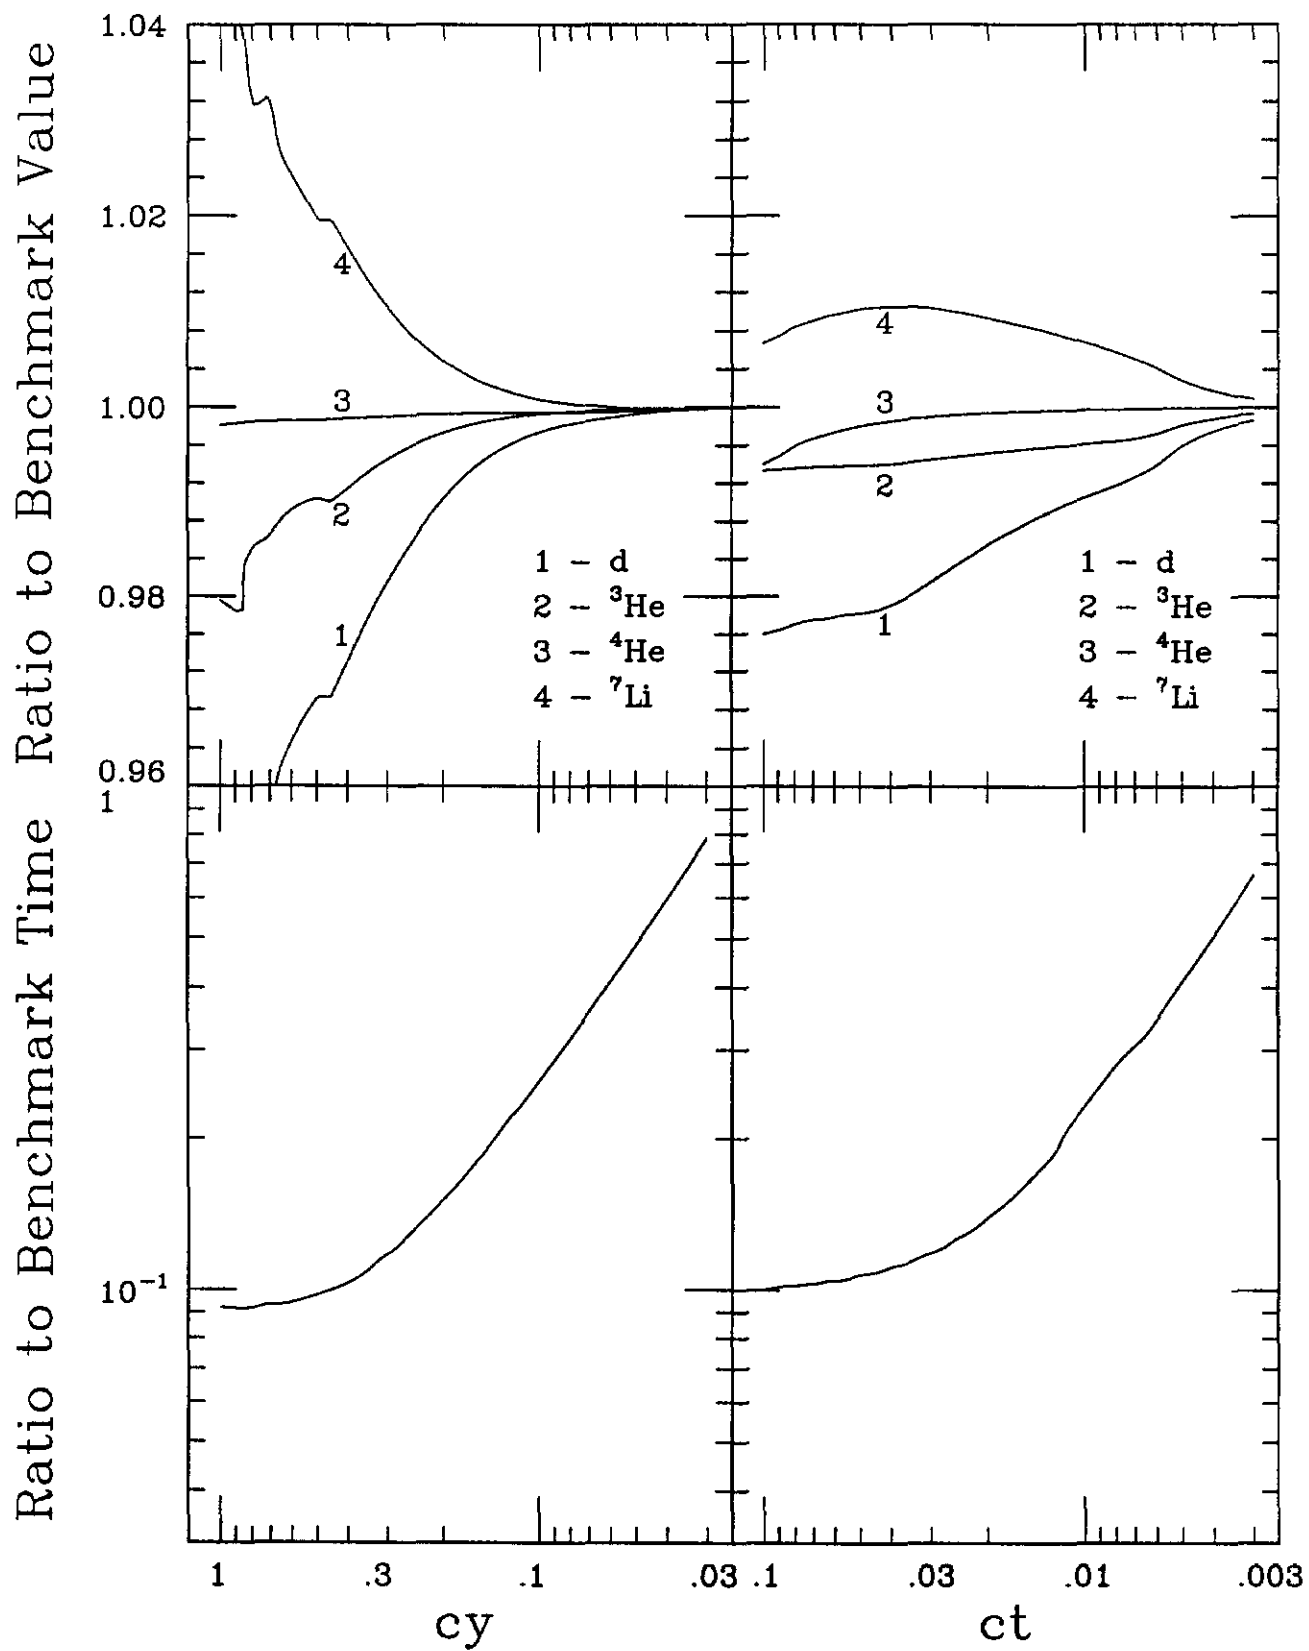 Ratio to Benchmark Value
1.04
1.02
1.00
0.98
0.96
4
3
2
1
1 – d
2 – ³He
3 – ⁴He
4 – ⁷Li
4
3
2
1
1 – d
2 – ³He
3 – ⁴He
4 – ⁷Li
Ratio to Benchmark Time
1
10⁻¹
1 .3 .1 .03
cy
.1 .03 .01 .003
ct